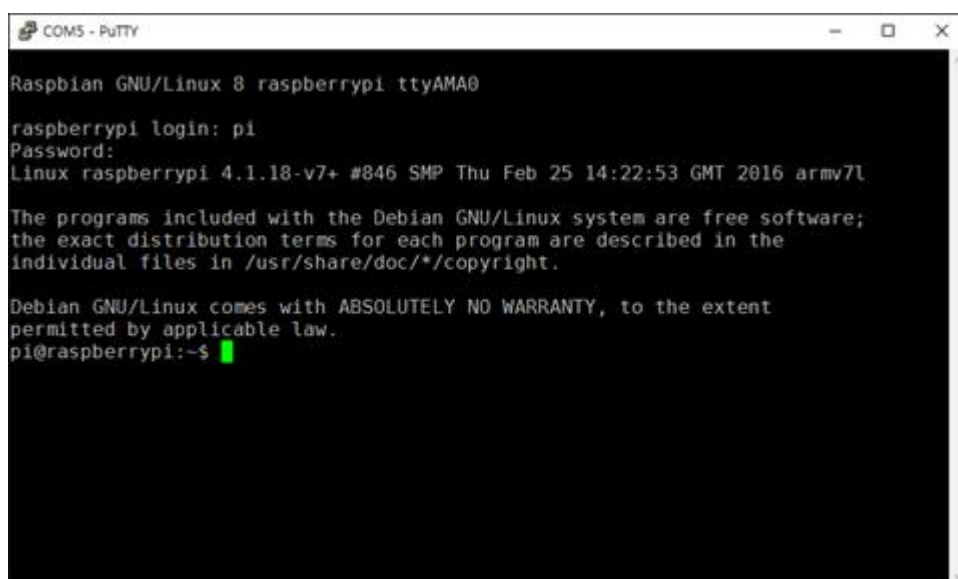 COM5 - PuTTY
Raspbian GNU/Linux 8 raspberrypi ttyAMA0
raspberrypi login: pi
Password:
Linux raspberrypi 4.1.18-v7+ #846 SMP Thu Feb 25 14:22:53 GMT 2016 armv7l
The programs included with the Debian GNU/Linux system are free software;
the exact distribution terms for each program are described in the
individual files in /usr/share/doc/*/copyright.
Debian GNU/Linux comes with ABSOLUTELY NO WARRANTY, to the extent
permitted by applicable law.
pi@raspberrypi:~$